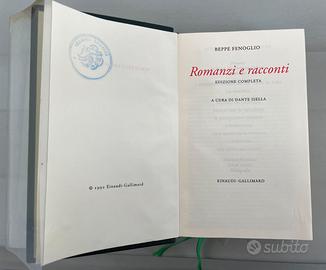 © 1992 Einaudi-Gallimard
BEPPE FENOGLIO
Romanzi e racconti
EDIZIONE COMPLETA
A CURA DI DANTE ISELLA
EINAUDI-GALLIMARD
subito